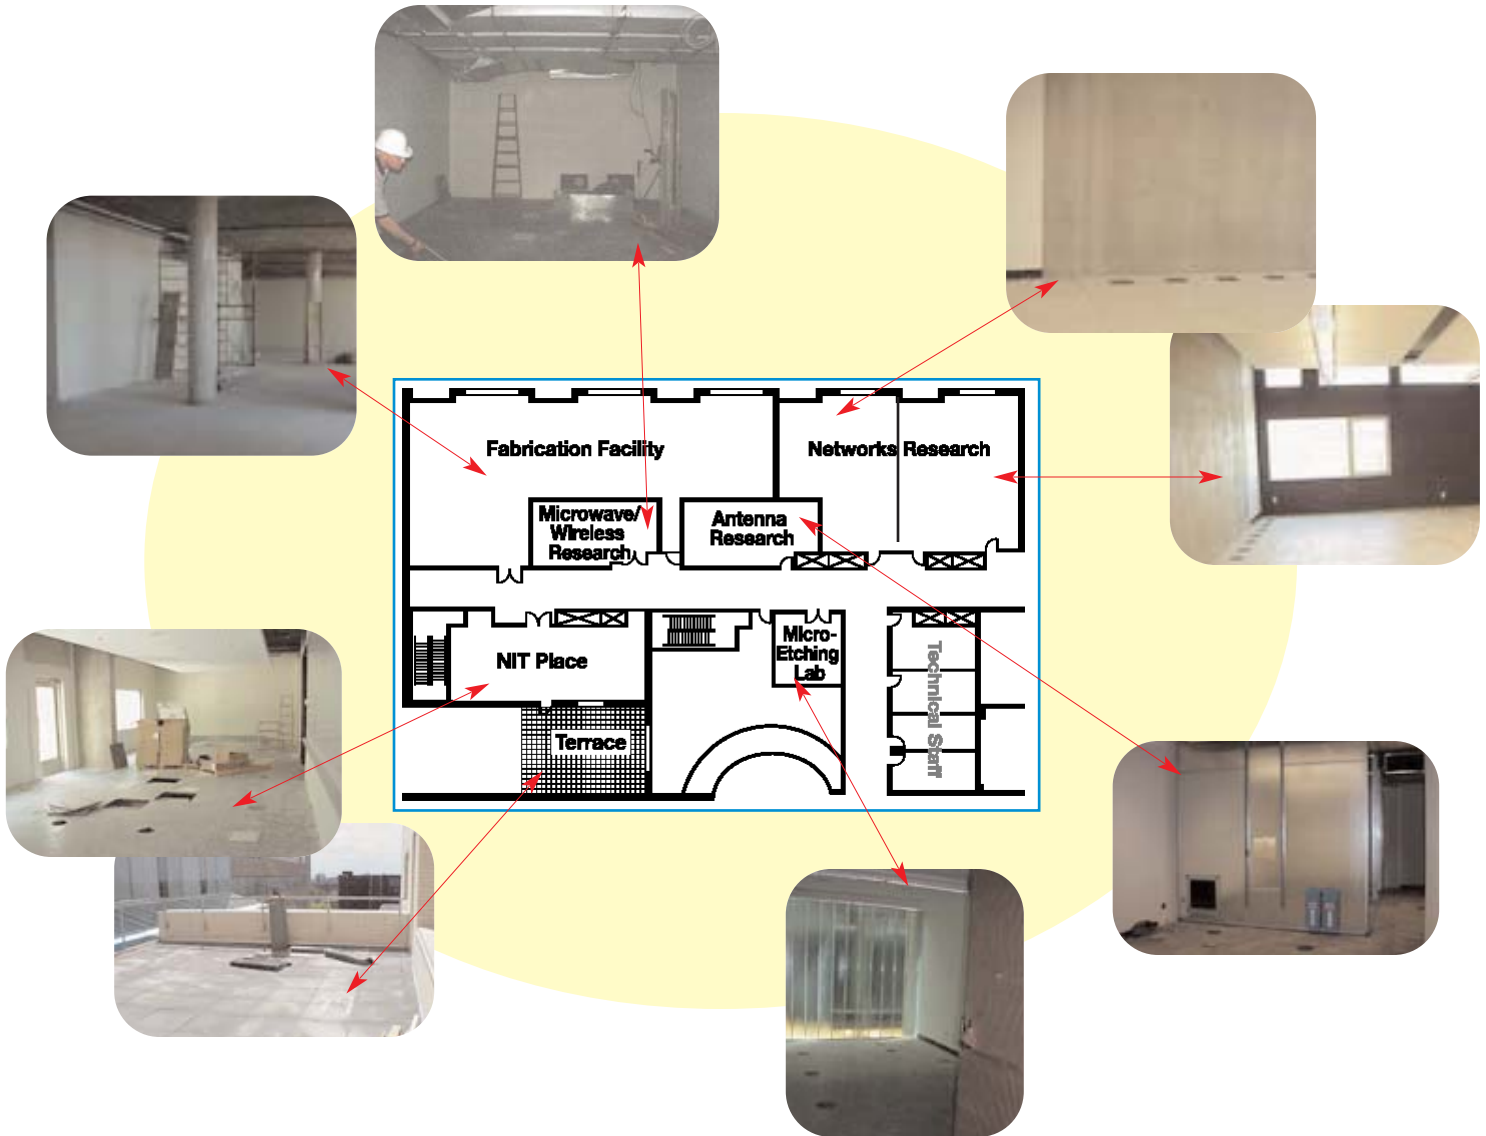 Fabrication Facility
Networks Research
Microwave/
Wireless
Research
Antenna
Research
NIT Place
Micro-
Etching
Lab
Technical Staff
Terrace